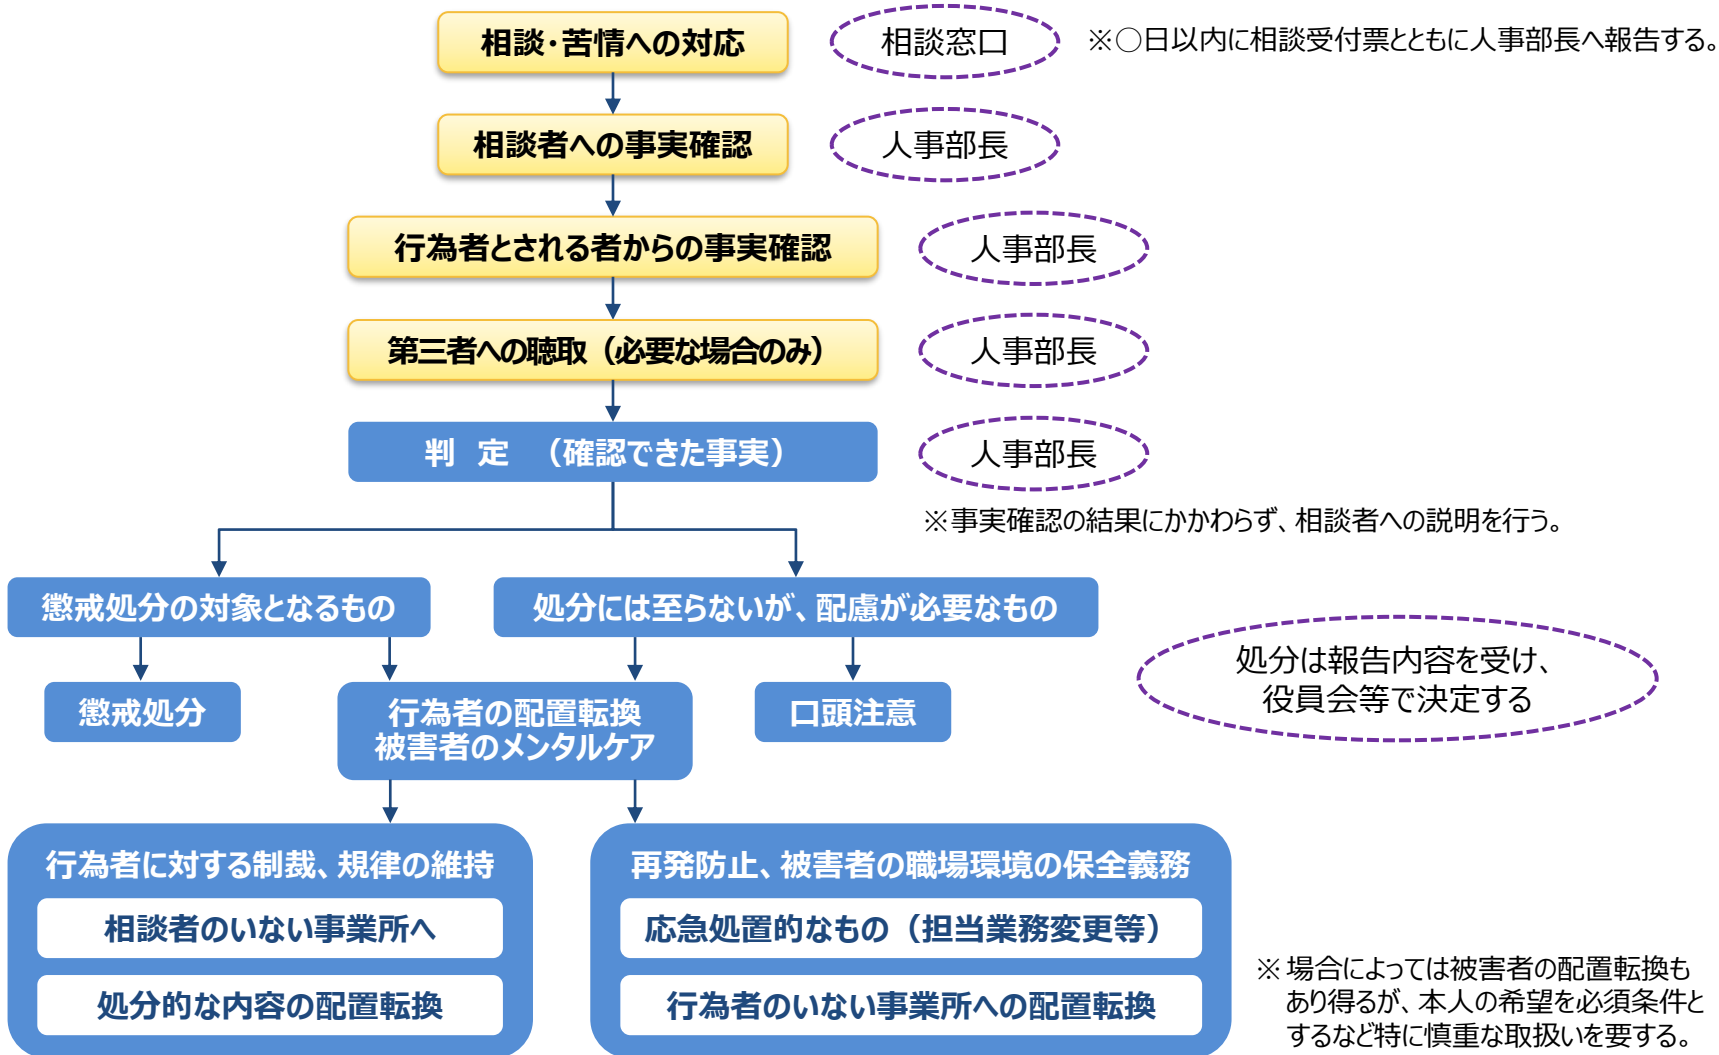 相談・苦情への対応
相談窓口
※○日以内に相談受付票とともに人事部長へ報告する。
相談者への事実確認
人事部長
行為者とされる者からの事実確認
人事部長
第三者への聴取（必要な場合のみ）
人事部長
判　定　（確認できた事実）
人事部長
※事実確認の結果にかかわらず、相談者への説明を行う。
懲戒処分の対象となるもの
処分には至らないが、配慮が必要なもの
処分は報告内容を受け、
役員会等で決定する
懲戒処分
行為者の配置転換
被害者のメンタルケア
口頭注意
行為者に対する制裁、規律の維持
相談者のいない事業所へ
処分的な内容の配置転換
再発防止、被害者の職場環境の保全義務
応急処置的なもの（担当業務変更等）
行為者のいない事業所への配置転換
※ 場合によっては被害者の配置転換も
あり得るが、本人の希望を必須条件と
するなど特に慎重な取扱いを要する。